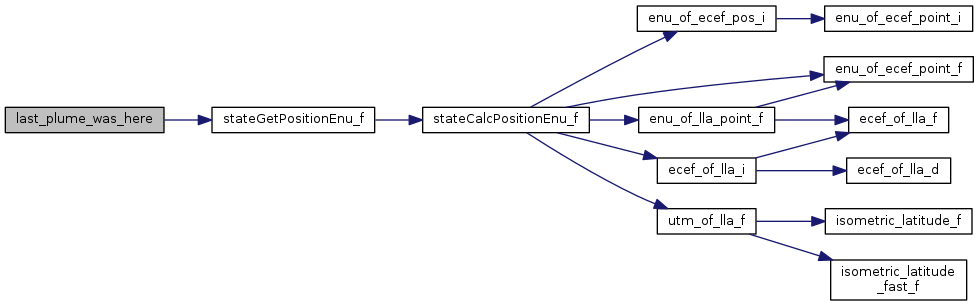 last_plume_was_here
stateGetPositionEnu_f
stateCalcPositionEnu_f
enu_of_ecef_pos_i
enu_of_ecef_point_i
enu_of_ecef_point_f
enu_of_lla_point_f
ecef_of_lla_f
ecef_of_lla_i
ecef_of_lla_d
utm_of_lla_f
isometric_latitude_f
isometric_latitude
_fast_f